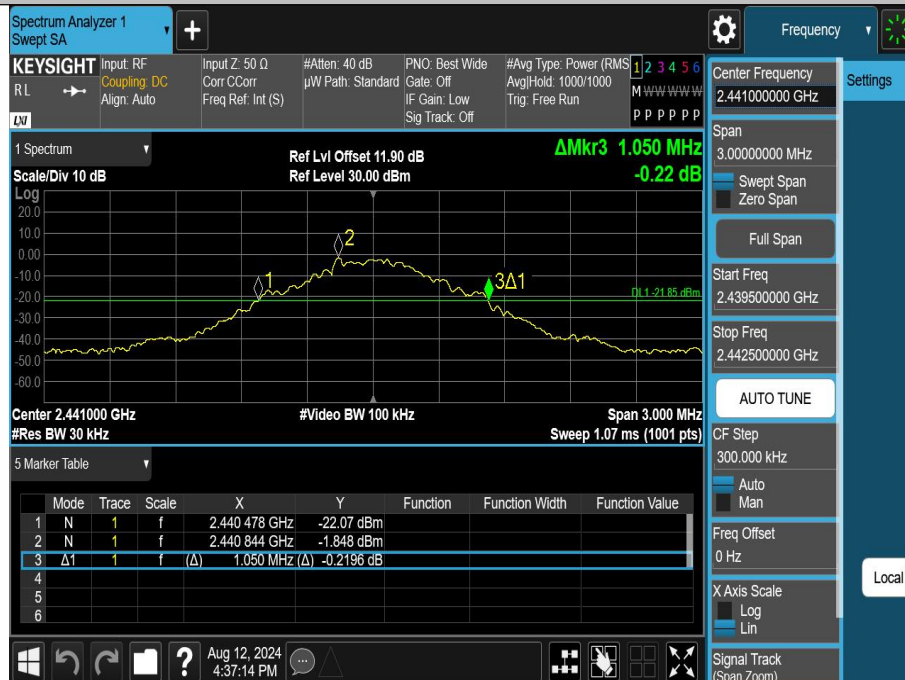 Spectrum Analyzer 1
Swept SA
+
Frequency
KEYSIGHT
RL
LXI
Input: RF
Coupling: DC
Align: Auto
Input Z: 50 Ω
Corr CCorr
Freq Ref: Int (S)
#Atten: 40 dB
µW Path: Standard
PNO: Best Wide
Gate: Off
IF Gain: Low
Sig Track: Off
#Avg Type: Power (RMS
Avg|Hold: 1000/1000
Trig: Free Run
1 2 3 4 5 6
M W W W W W
P P P P P P
1 Spectrum
Scale/Div 10 dB
Ref Lvl Offset 11.90 dB
Ref Level 30.00 dBm
ΔMkr3 1.050 MHz
-0.22 dB
Log
20.0
10.0
0.00
-10.0
-20.0
-30.0
-40.0
-50.0
-60.0
1
2
3Δ1
DL1 -21.85 dBm
Center 2.441000 GHz
#Res BW 30 kHz
#Video BW 100 kHz
Span 3.000 MHz
Sweep 1.07 ms (1001 pts)
5 Marker Table
Mode Trace Scale X Y Function Function Width Function Value
1 N 1 f 2.440 478 GHz -22.07 dBm
2 N 1 f 2.440 844 GHz -1.848 dBm
3 Δ1 1 f (Δ) 1.050 MHz (Δ) -0.2196 dB
4
5
6
?
Aug 12, 2024
4:37:14 PM
Center Frequency
2.441000000 GHz
Settings
Span
3.00000000 MHz
Swept Span
Zero Span
Full Span
Start Freq
2.439500000 GHz
Stop Freq
2.442500000 GHz
AUTO TUNE
CF Step
300.000 kHz
Auto
Man
Freq Offset
0 Hz
Local
X Axis Scale
Log
Lin
Signal Track
(Span Zoom)